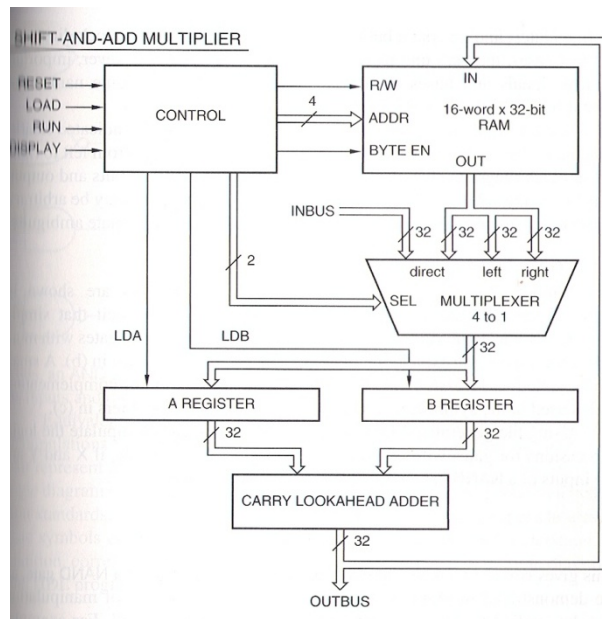 SHIFT-AND-ADD MULTIPLIER
RESET
LOAD
RUN
DISPLAY
CONTROL
4
R/W
ADDR
BYTE EN
IN
16-word x 32-bit
RAM
OUT
INBUS
32
32
32
32
direct
left
right
2
SEL
MULTIPLEXER
4 to 1
32
LDA
LDB
A REGISTER
B REGISTER
32
32
CARRY LOOKAHEAD ADDER
32
OUTBUS